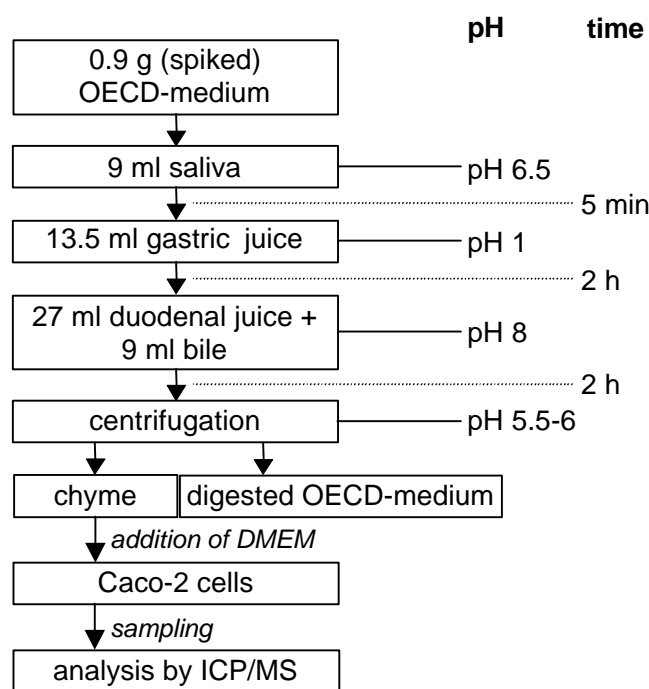 pH time
0.9 g (spiked)
OECD-medium
9 ml saliva
pH 6.5
5 min
13.5 ml gastric juice
pH 1
2 h
27 ml duodenal juice +
9 ml bile
pH 8
2 h
centrifugation
pH 5.5-6
chyme
digested OECD-medium
addition of DMEM
Caco-2 cells
sampling
analysis by ICP/MS